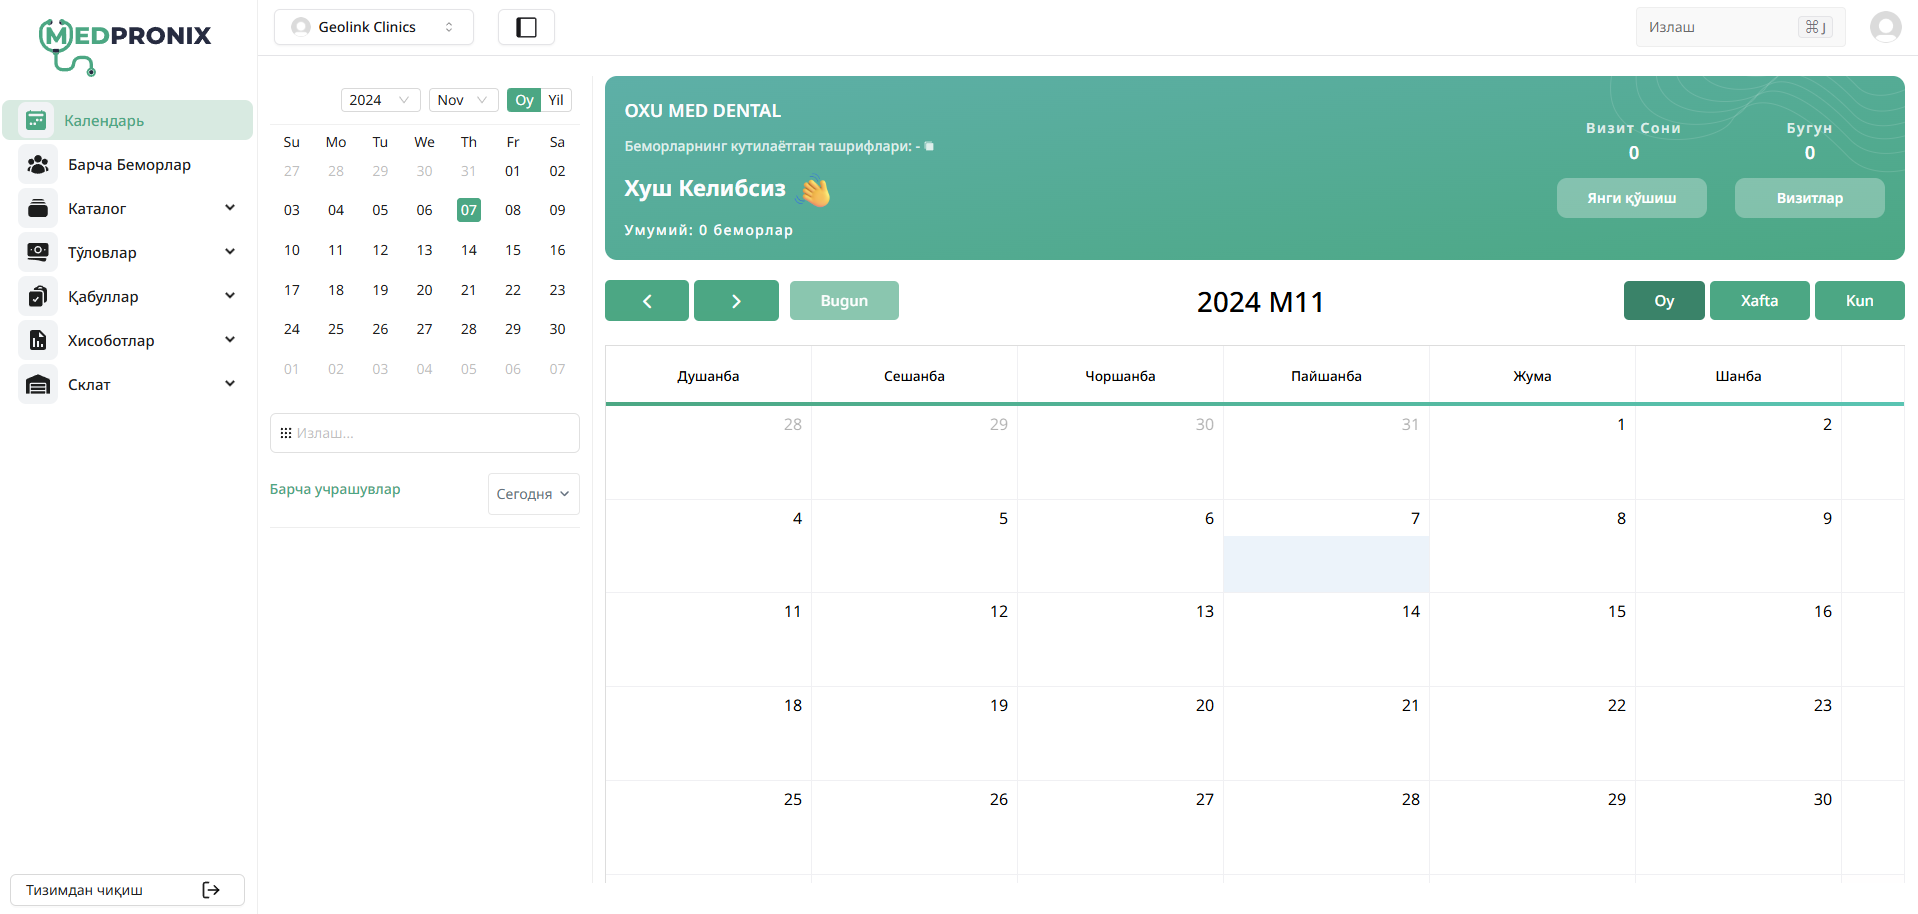 MEDPRONIX
Geolink Clinics
Излаш
⌘ J
Календарь
Барча Беморлар
Каталог
Тўловлар
Қабуллар
Хисоботлар
Склат
Тизимдан чиқиш
2024 Nov Oy Yil
Su Mo Tu We Th Fr Sa
27 28 29 30 31 01 02
03 04 05 06 07 08 09
10 11 12 13 14 15 16
17 18 19 20 21 22 23
24 25 26 27 28 29 30
01 02 03 04 05 06 07
Излаш...
Барча учрашувлар
Сегодня
OXU MED DENTAL
Беморларнинг кутилаётган ташрифлари: -
Хуш Келибсиз 👋
Умумий: 0 беморлар
Визит Сони
0
Янги қўшиш
Бугун
0
Визитлар
Bugun
2024 M11
Oy Xafta Kun
Душанба Сешанба Чоршанба Пайшанба Жума Шанба
28 29 30 31 1 2
4 5 6 7 8 9
11 12 13 14 15 16
18 19 20 21 22 23
25 26 27 28 29 30